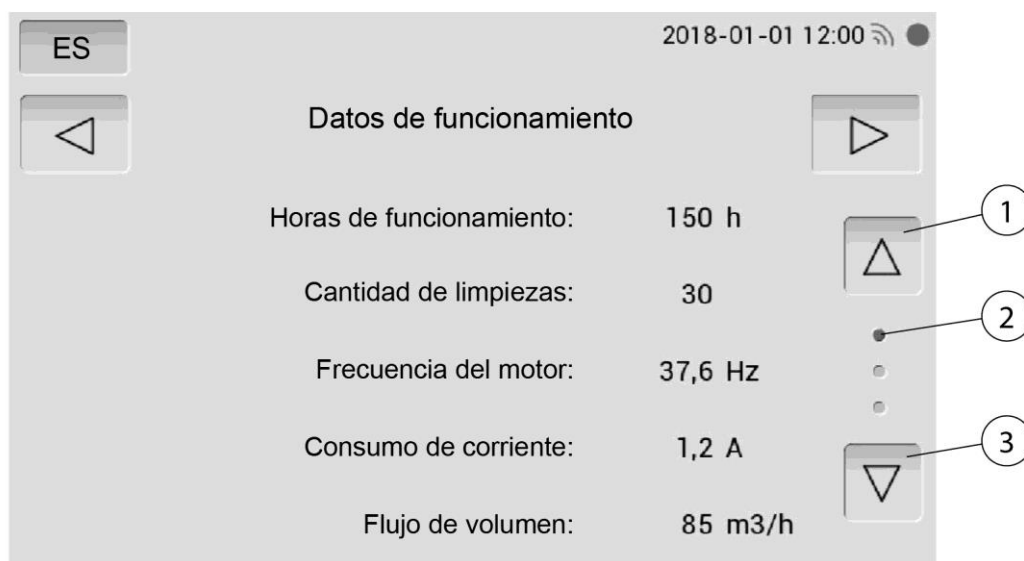 ES
2018-01-01 12:00
Datos de funcionamiento
Horas de funcionamiento: 150 h
1
Cantidad de limpiezas: 30
2
Frecuencia del motor: 37,6 Hz
Consumo de corriente: 1,2 A
3
Flujo de volumen: 85 m3/h